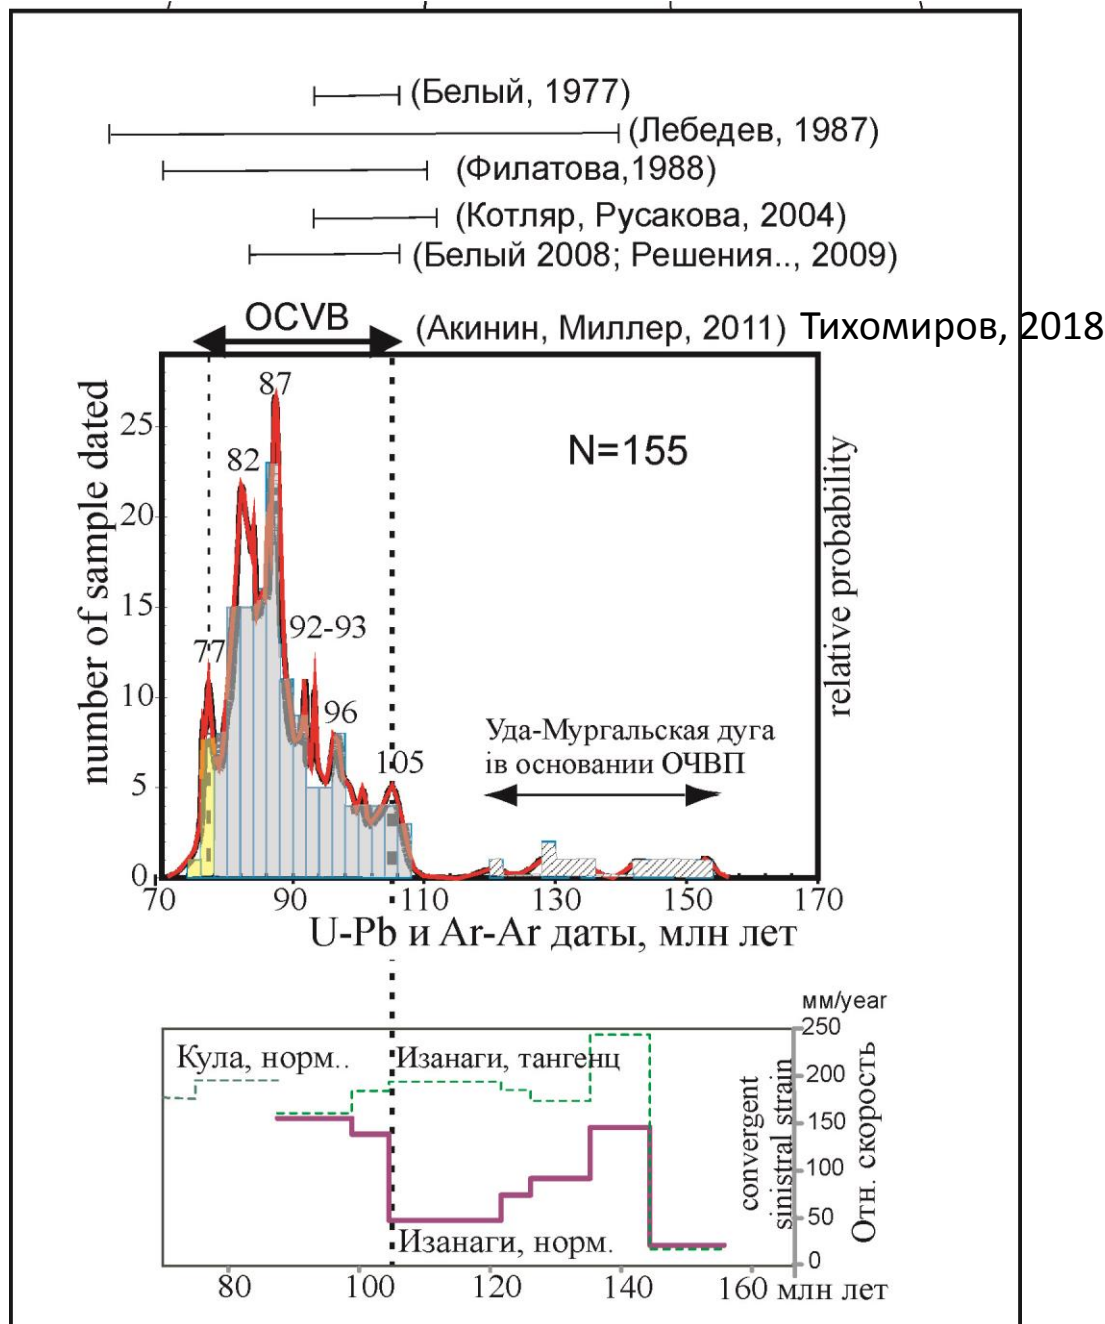 (Белый, 1977)
(Лебедев, 1987)
(Филатова,1988)
(Котляр, Русакова, 2004)
(Белый 2008; Решения.., 2009)
OCVB
(Акинин, Миллер, 2011) Тихомиров, 2018
number of sample dated
relative probability
N=155
87
82
77
92-93
96
105
Уда-Мургальская дуга
ів основании ОЧВП
25
20
15
10
5
0
70 90 110 130 150 170
U-Pb и Ar-Ar даты, млн лет
мм/year
250
200
150
100
50
0
Кула, норм..
Изанаги, тангенц
Изанаги, норм.
convergent
sinistral strain
Отн. скорость
80 100 120 140 160 млн лет